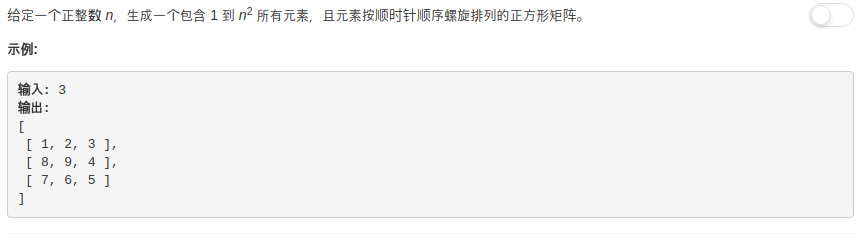 给定一个正整数 n，生成一个包含 1 到 n² 所有元素，且元素按顺时针顺序螺旋排列的正方形矩阵。
示例:
输入: 3
输出:
[
 [ 1, 2, 3 ],
 [ 8, 9, 4 ],
 [ 7, 6, 5 ]
]